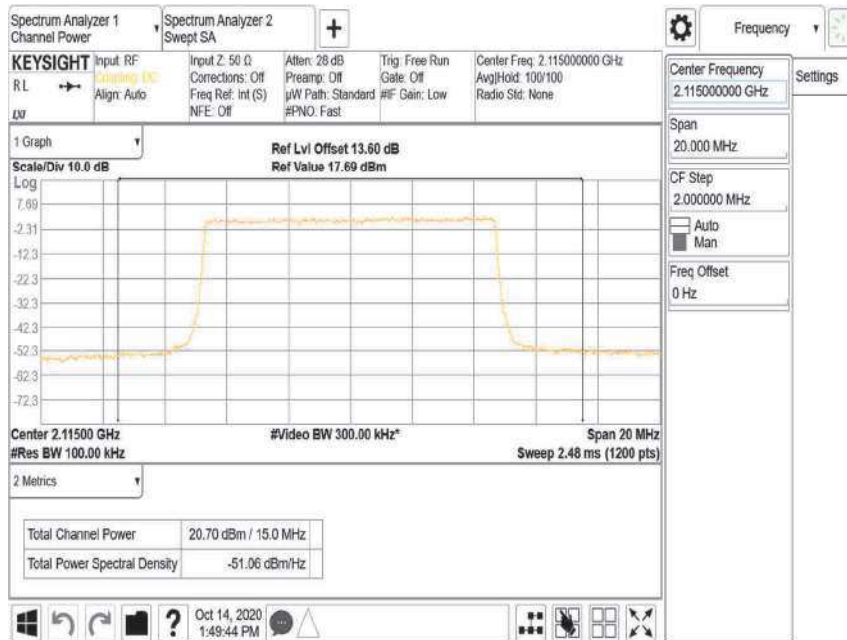 Spectrum Analyzer 1
Channel Power
Spectrum Analyzer 2
Swept SA
+
Frequency
KEYSIGHT
RL
LXI
Input: RF
Coupling: DC
Align: Auto
Input Z: 50 Ω
Corrections: Off
Freq Ref: Int (S)
NFE: Off
Atten: 28 dB
Preamp: Off
µW Path: Standard
#PNO: Fast
Trig: Free Run
Gate: Off
#IF Gain: Low
Center Freq: 2.115000000 GHz
Avg|Hold: 100/100
Radio Std: None
Center Frequency
2.115000000 GHz
Settings
Span
20.000 MHz
CF Step
2.000000 MHz
Auto
Man
Freq Offset
0 Hz
1 Graph
Scale/Div 10.0 dB
Ref Lvl Offset 13.60 dB
Ref Value 17.69 dBm
Log
7.69
-2.31
-12.3
-22.3
-32.3
-42.3
-52.3
-62.3
-72.3
Center 2.11500 GHz
#Video BW 300.00 kHz*
Span 20 MHz
#Res BW 100.00 kHz
Sweep 2.48 ms (1200 pts)
2 Metrics
Total Channel Power 20.70 dBm / 15.0 MHz
Total Power Spectral Density -51.06 dBm/Hz
?
Oct 14, 2020
1:49:44 PM